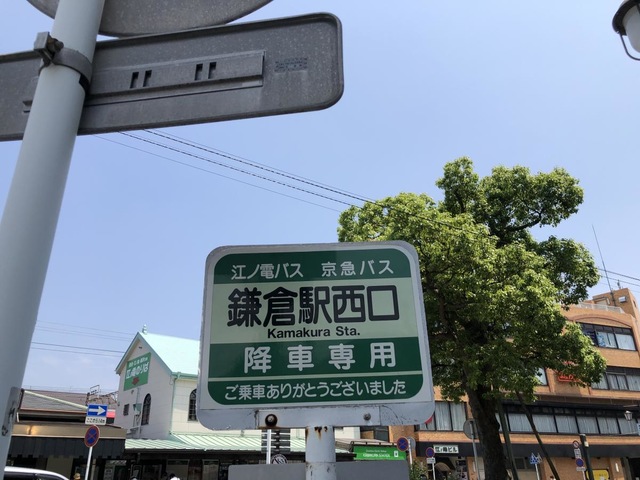 江ノ電バス 京急バス
鎌倉駅西口
Kamakura Sta.
降車専用
ご乗車ありがとうございました